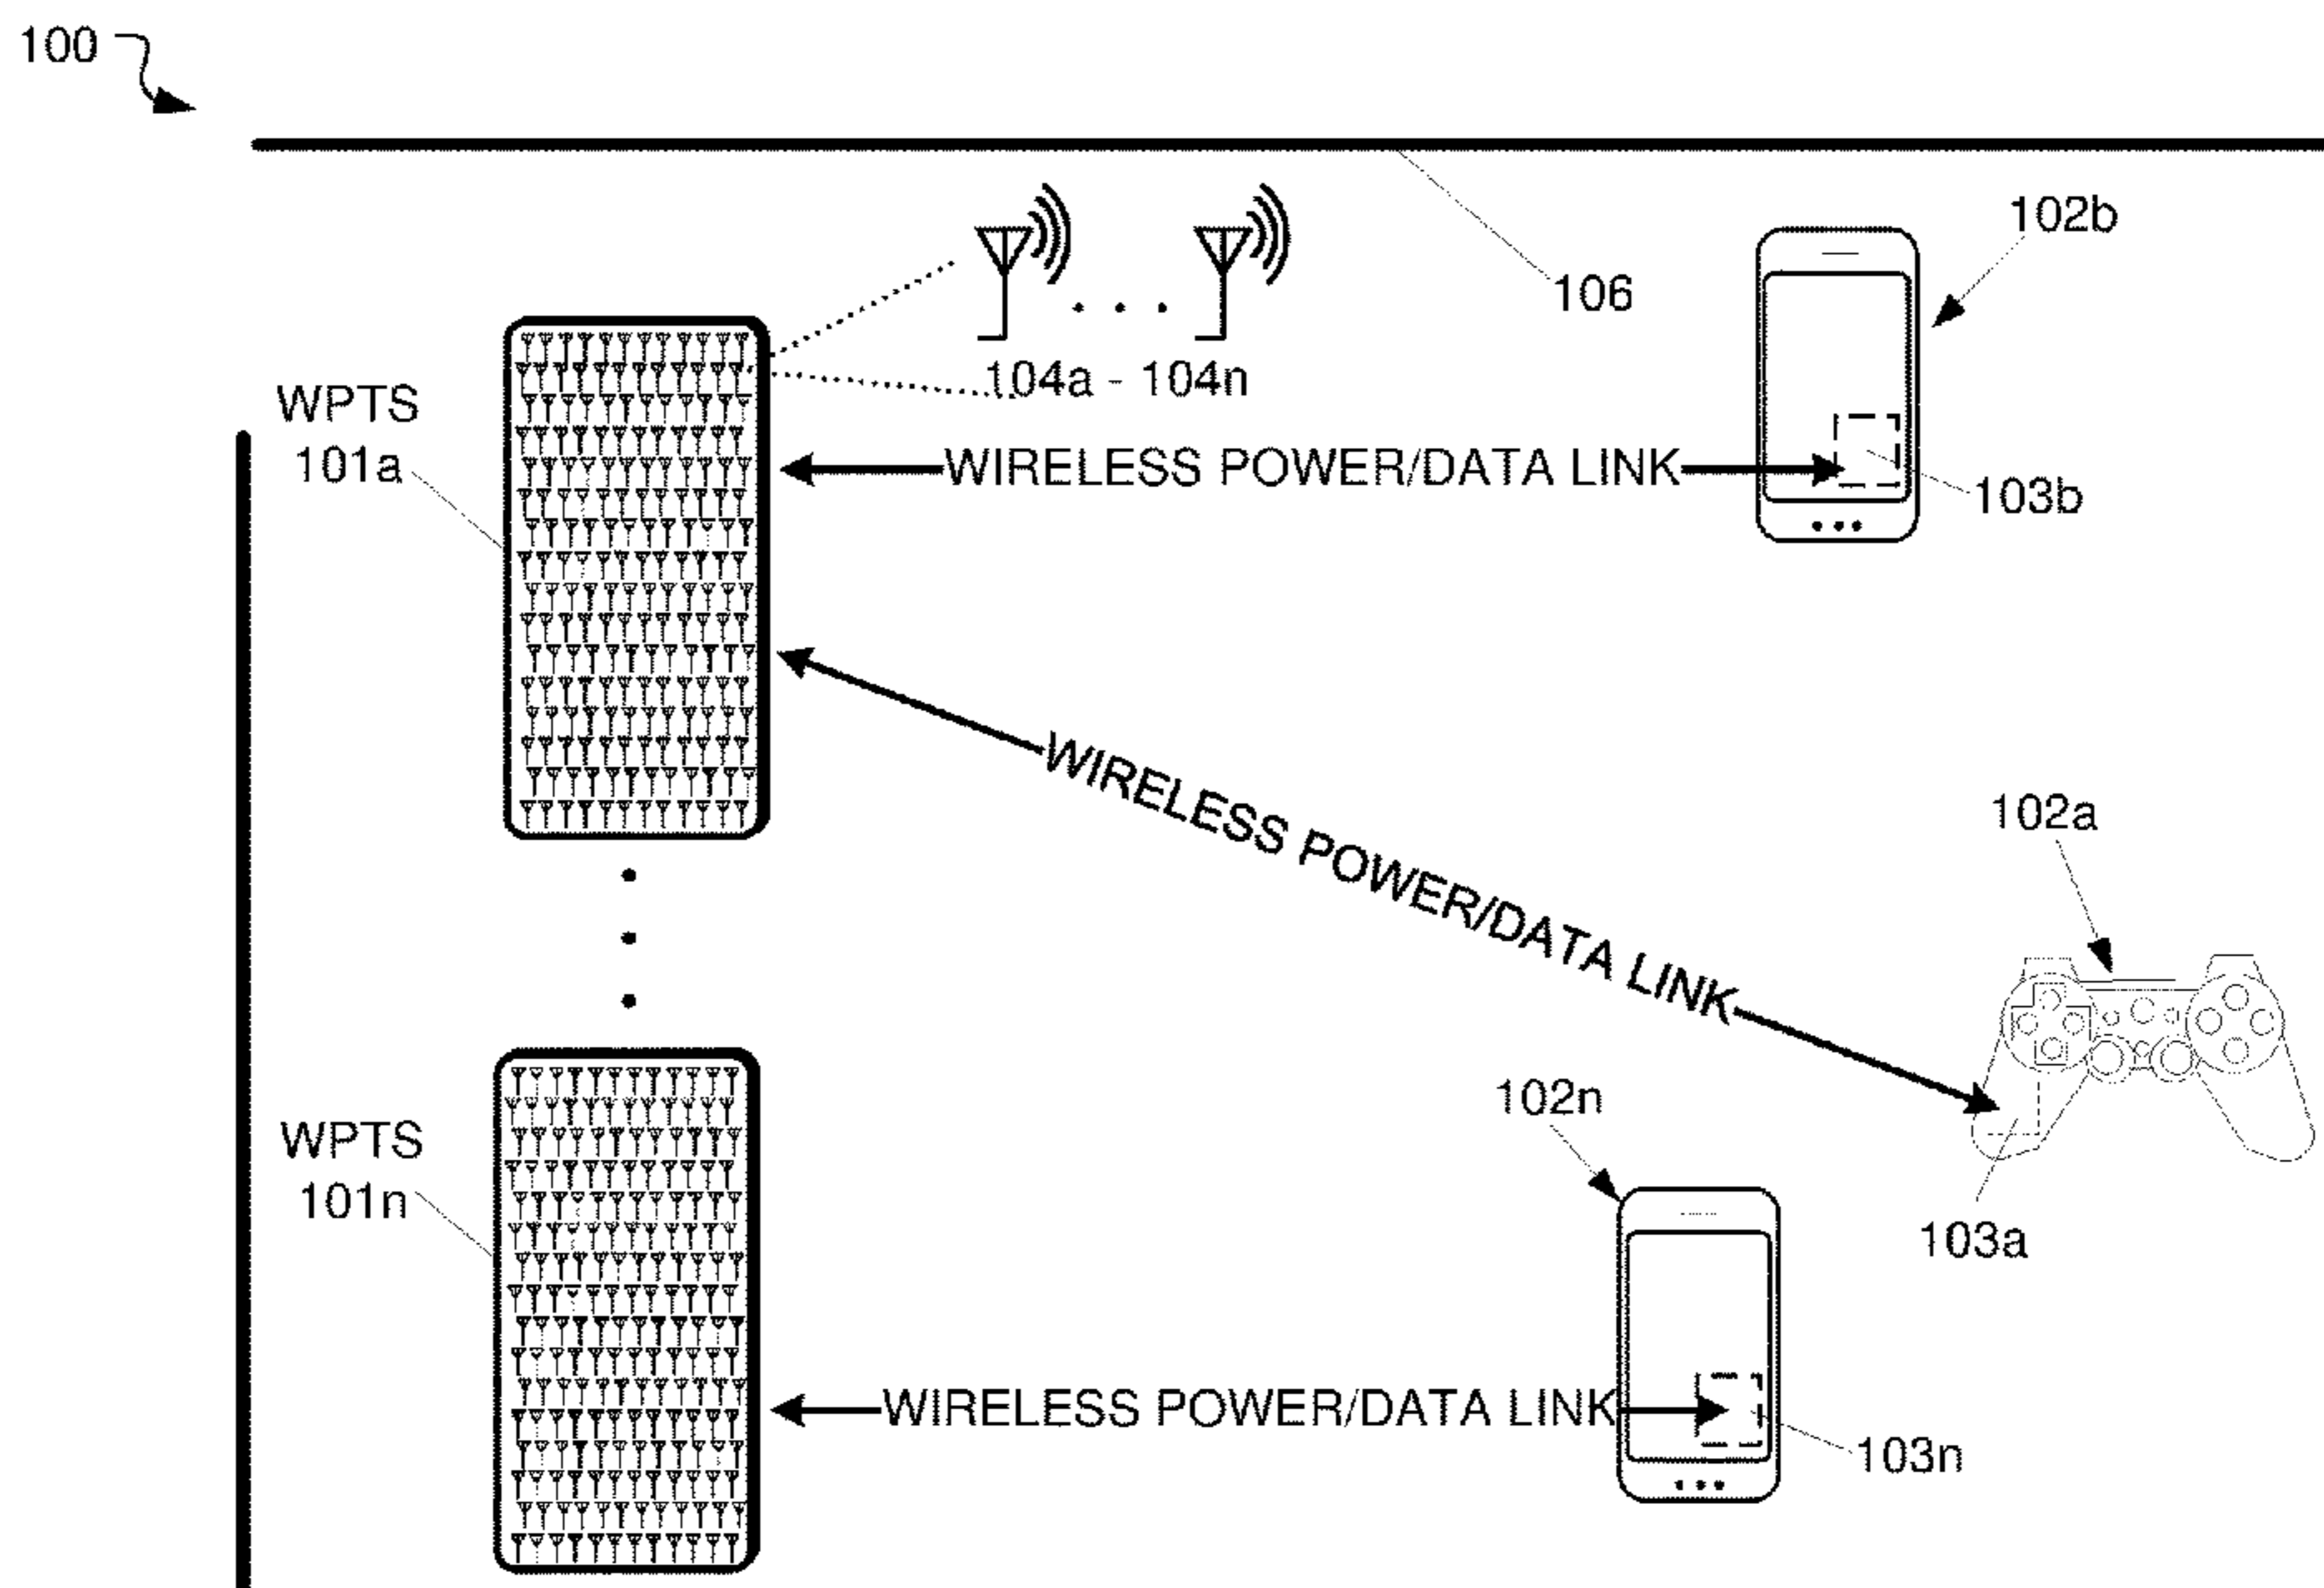 100
102b
106
104a - 104n
WPTS
101a
WIRELESS POWER/DATA LINK
103b
WIRELESS POWER/DATA LINK
102a
102n
WPTS
101n
103a
WIRELESS POWER/DATA LINK
103n